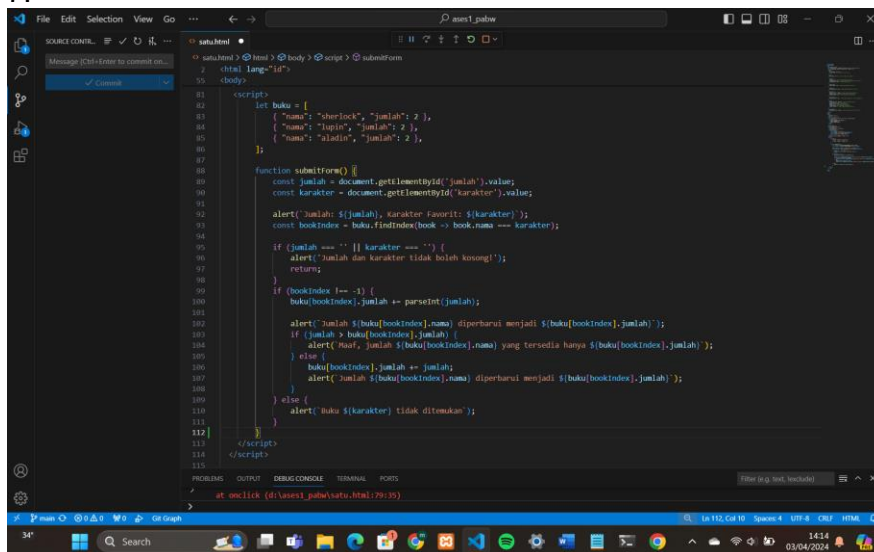 File Edit Selection View Go ... ases1_pabw
SOURCE CONTR...
Message (Ctrl+Enter to commit on...
Commit
satu.html
satu.html > html > body > script > submitForm
2 <html lang="id">
55 <body>
81 <script>
82 let buku = [
83 { "nama": "sherlock", "jumlah": 2 },
84 { "nama": "lupin", "jumlah": 2 },
85 { "nama": "aladin", "jumlah": 2 },
86 ];
87
88 function submitForm() {
89 const jumlah = document.getElementById('jumlah').value;
90 const karakter = document.getElementById('karakter').value;
91
92 alert(`Jumlah: ${jumlah}, Karakter Favorit: ${karakter}`);
93 const bookIndex = buku.findIndex(book => book.nama === karakter);
94
95 if (jumlah === '' || karakter === '') {
96 alert('Jumlah dan karakter tidak boleh kosong!');
97 return;
98 }
99 if (bookIndex !== -1) {
100 buku[bookIndex].jumlah += parseInt(jumlah);
101
102 alert(`Jumlah ${buku[bookIndex].nama} diperbarui menjadi ${buku[bookIndex].jumlah}`);
103 if (jumlah > buku[bookIndex].jumlah) {
104 alert(`Maaf, jumlah ${buku[bookIndex].nama} yang tersedia hanya ${buku[bookIndex].jumlah}`);
105 } else {
106 buku[bookIndex].jumlah += jumlah;
107 alert(`Jumlah ${buku[bookIndex].nama} diperbarui menjadi ${buku[bookIndex].jumlah}`);
108 }
109 } else {
110 alert(`Buku ${karakter} tidak ditemukan`);
111 }
112 }
113 </script>
114 </script>
115
PROBLEMS OUTPUT DEBUG CONSOLE TERMINAL PORTS Filter (e.g. text, !exclude)
at onclick (d:\ases1_pabw\satu.html:79:35)
main 0 0 0 Git Graph Ln 112, Col 10 Spaces: 4 UTF-8 CRLF HTML
34° Search 14:14
03/04/2024